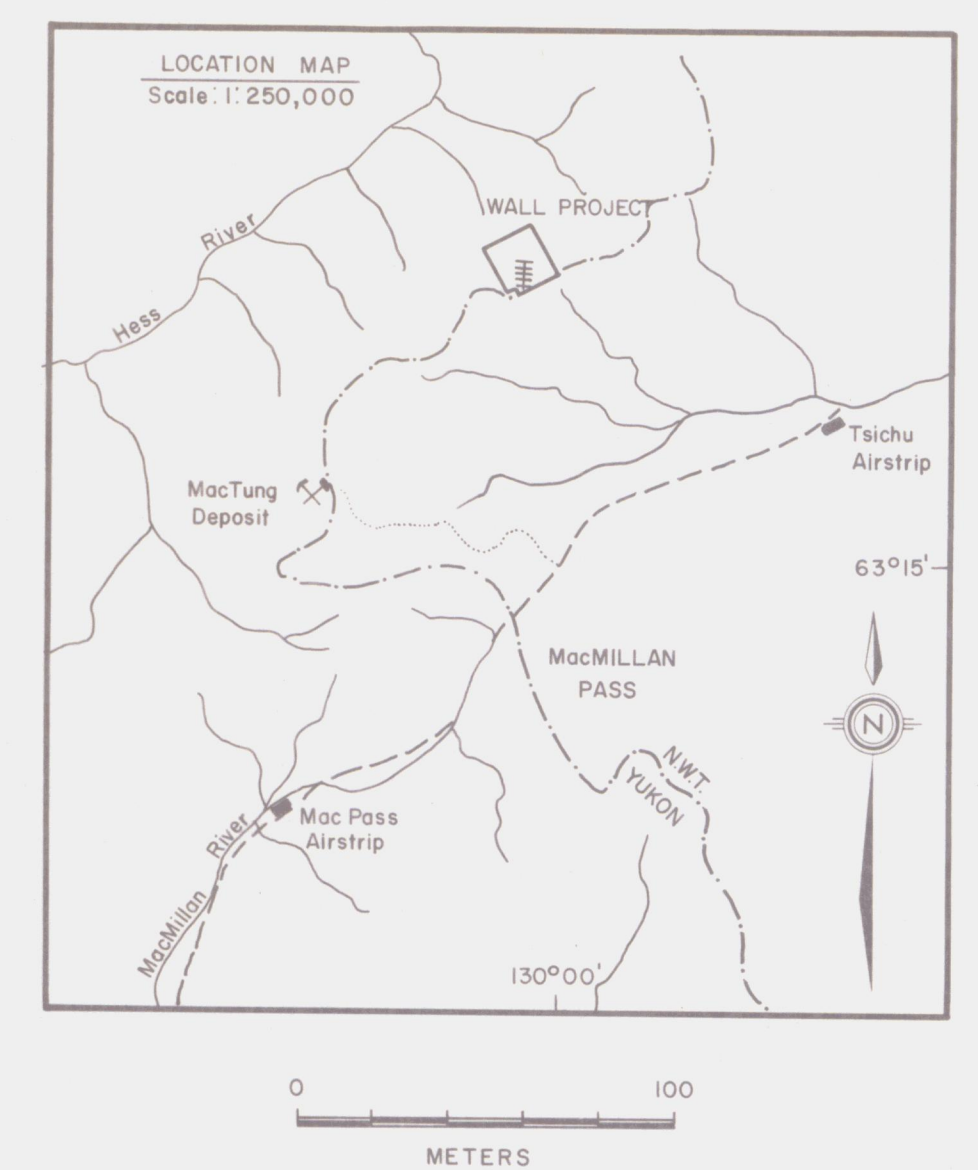 LOCATION MAP
Scale: 1: 250,000
WALL PROJECT
Hess River
MacTung
Deposit
Tsichu
Airstrip
63°15'
MacMILLAN
PASS
N
N.W.T.
YUKON
Mac Pass
Airstrip
MacMillan River
130°00'
0 100
METERS